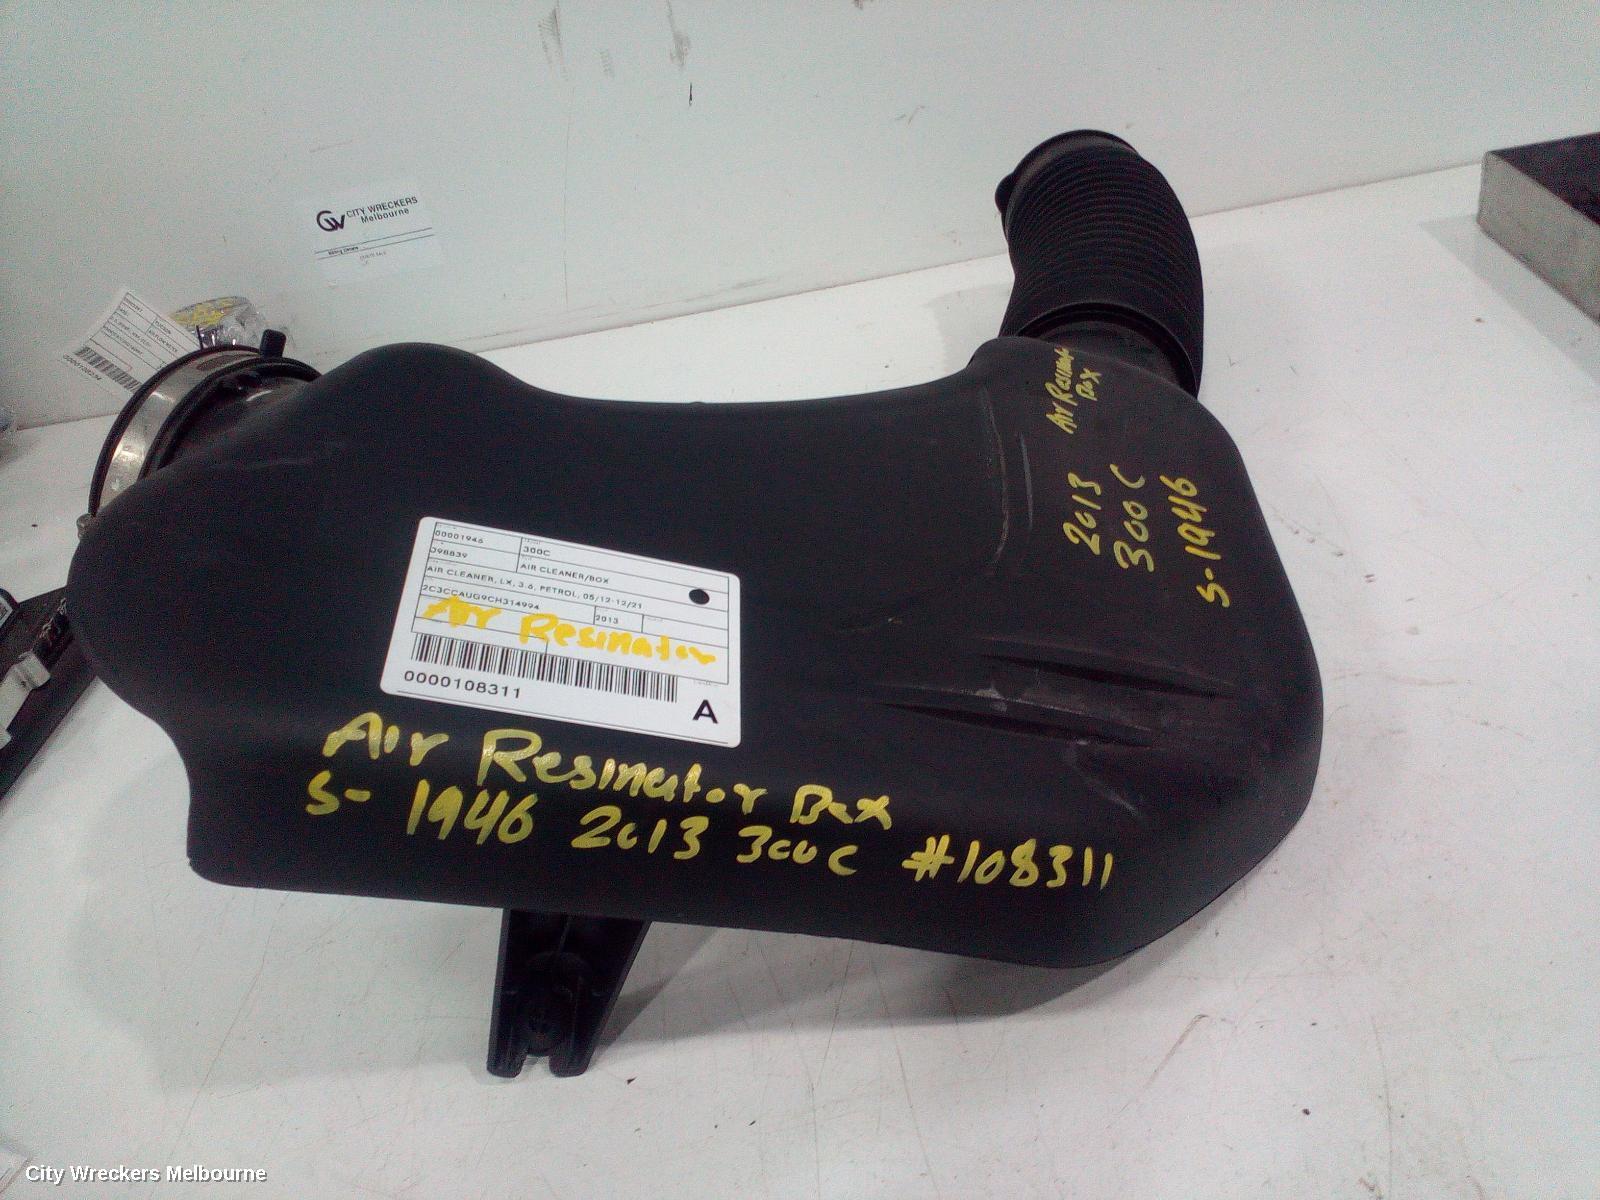 CITY WRECKERS
Melbourne
00001946
300C
J98839
AIR CLEANER/BOX
AIR CLEANER, LX, 3.6, PETROL, 05/12-12/21
2C3CCAUG9CH314994
2013
Air Resinator
0000108311
A
Air Resinator Box
S- 1946 2013 300C #108311
Air Resinator
Box
2013
300C
S-1946
City Wreckers Melbourne